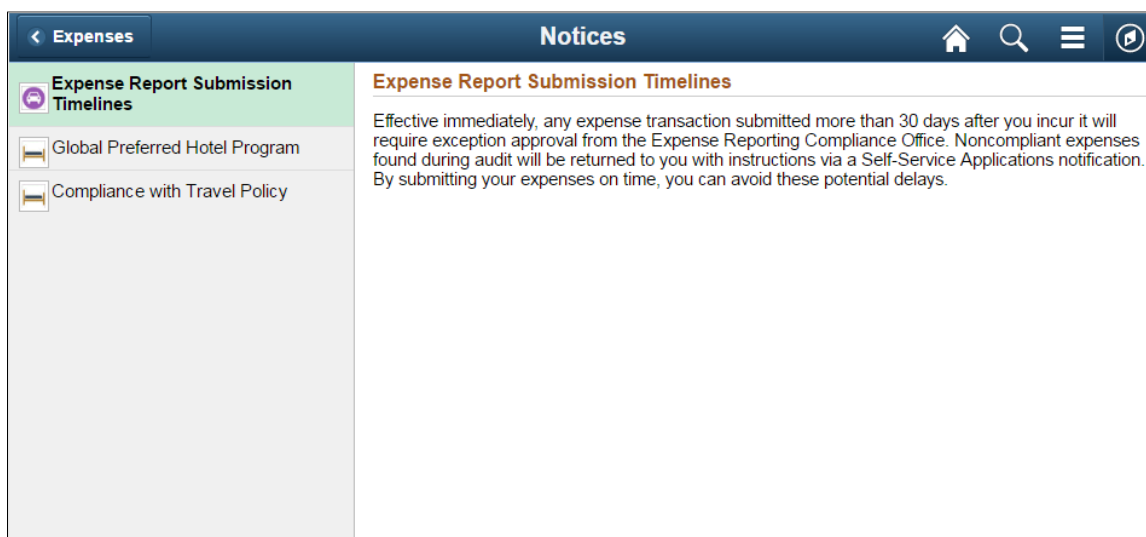 Expenses
Notices
Expense Report Submission
Timelines
Global Preferred Hotel Program
Compliance with Travel Policy
Expense Report Submission Timelines
Effective immediately, any expense transaction submitted more than 30 days after you incur it will
require exception approval from the Expense Reporting Compliance Office. Noncompliant expenses
found during audit will be returned to you with instructions via a Self-Service Applications notification.
By submitting your expenses on time, you can avoid these potential delays.